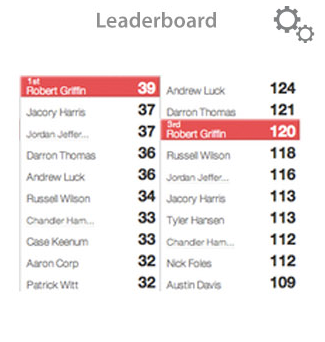 Leaderboard
1st
Robert Griffin 39
Jacory Harris 37
Jordan Jeffer... 37
Darron Thomas 36
Andrew Luck 36
Russell Wilson 34
Chandler Ham... 33
Case Keenum 33
Aaron Corp 32
Patrick Witt 32
Andrew Luck 124
Darron Thomas 121
3rd
Robert Griffin 120
Russell Wilson 118
Jordan Jeffer... 116
Jacory Harris 113
Tyler Hansen 113
Chandler Ham... 112
Nick Foles 112
Austin Davis 109